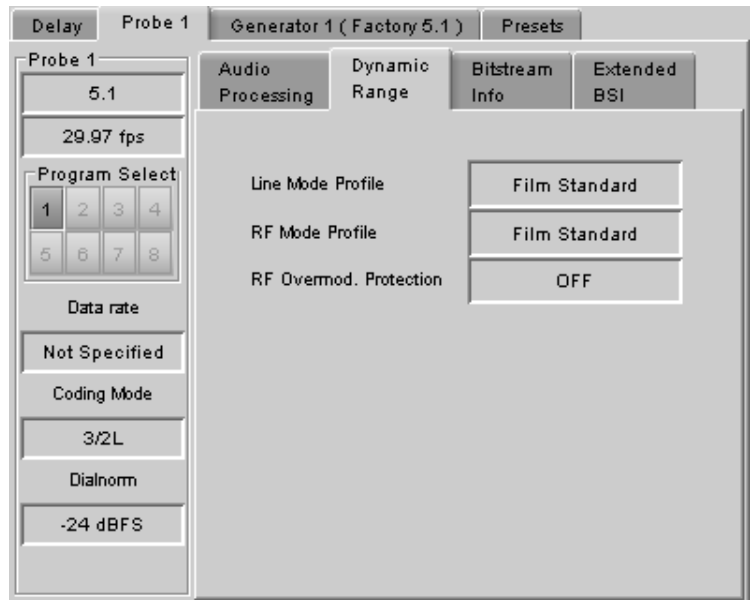 Delay
Probe 1
Generator 1 ( Factory 5.1 )
Presets
Probe 1
5.1
29.97 fps
Program Select
1 2 3 4
5 6 7 8
Data rate
Not Specified
Coding Mode
3/2L
Dialnorm
-24 dBFS
Audio
Processing
Dynamic
Range
Bitstream
Info
Extended
BSI
Line Mode Profile
Film Standard
RF Mode Profile
Film Standard
RF Overmod. Protection
OFF